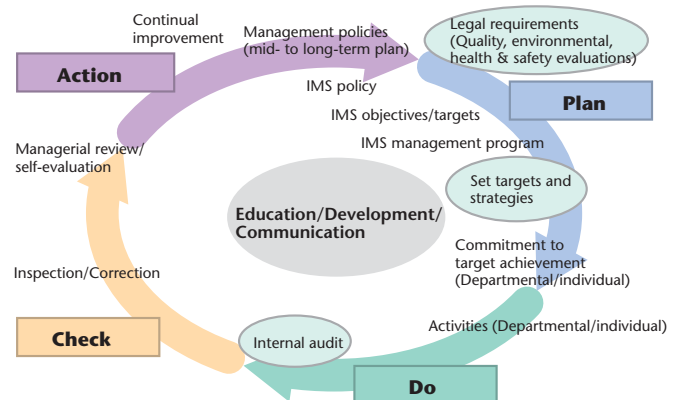 Continual
improvement
Management policies
(mid- to long-term plan)
Legal requirements
(Quality, environmental,
health & safety evaluations)
Action
IMS policy
Plan
IMS objectives/targets
IMS management program
Managerial review/
self-evaluation
Set targets and
strategies
Education/Development/
Communication
Commitment to
target achievement
(Departmental/individual)
Inspection/Correction
Activities (Departmental/individual)
Check
Internal audit
Do